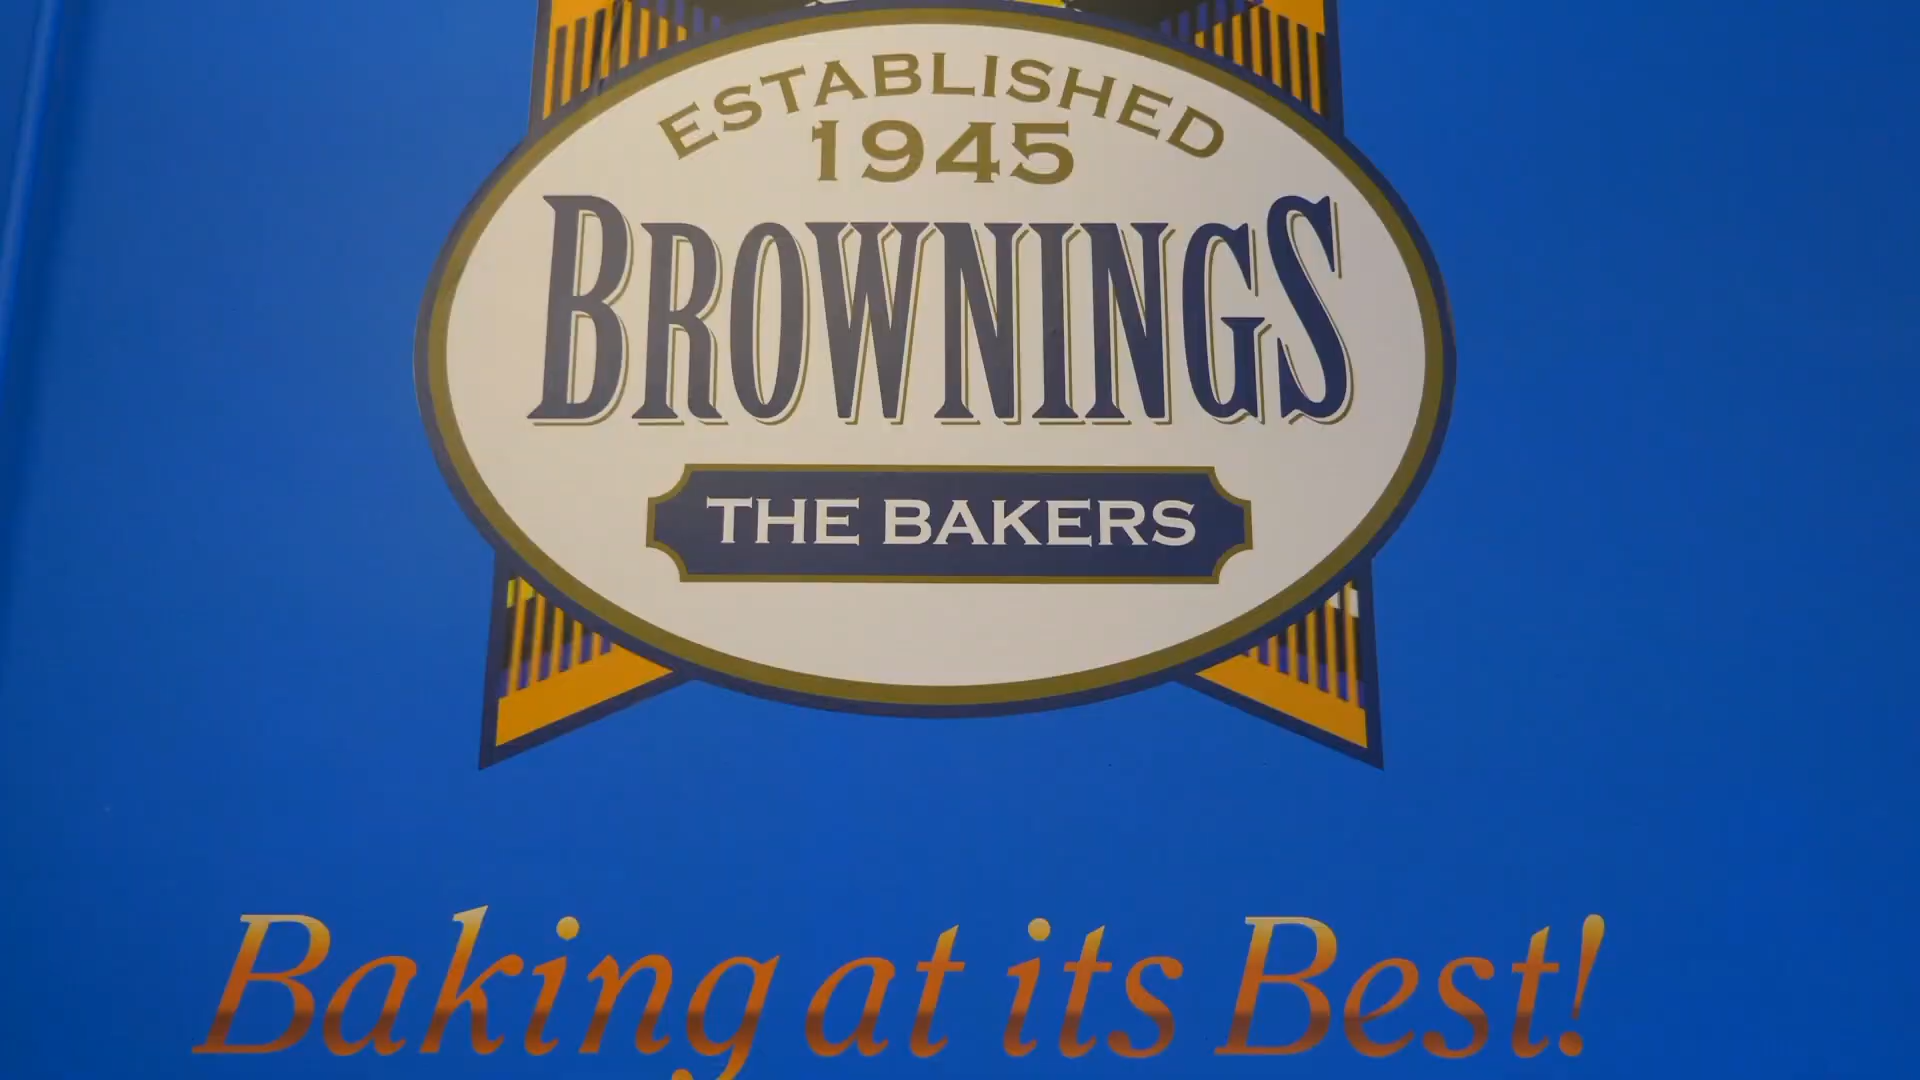 ESTABLISHED
1945
BROWNINGS
THE BAKERS
Baking at its Best!